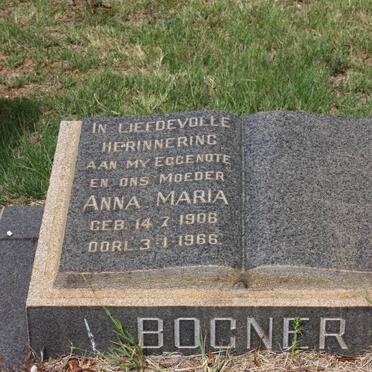 IN LIEFDEVOLLE
HERINNERING
AAN MY EGGENOTE
EN ONS MOEDER
ANNA MARIA
GEB. 14-7-1906
OORL. 3-1-1966
BOGNER